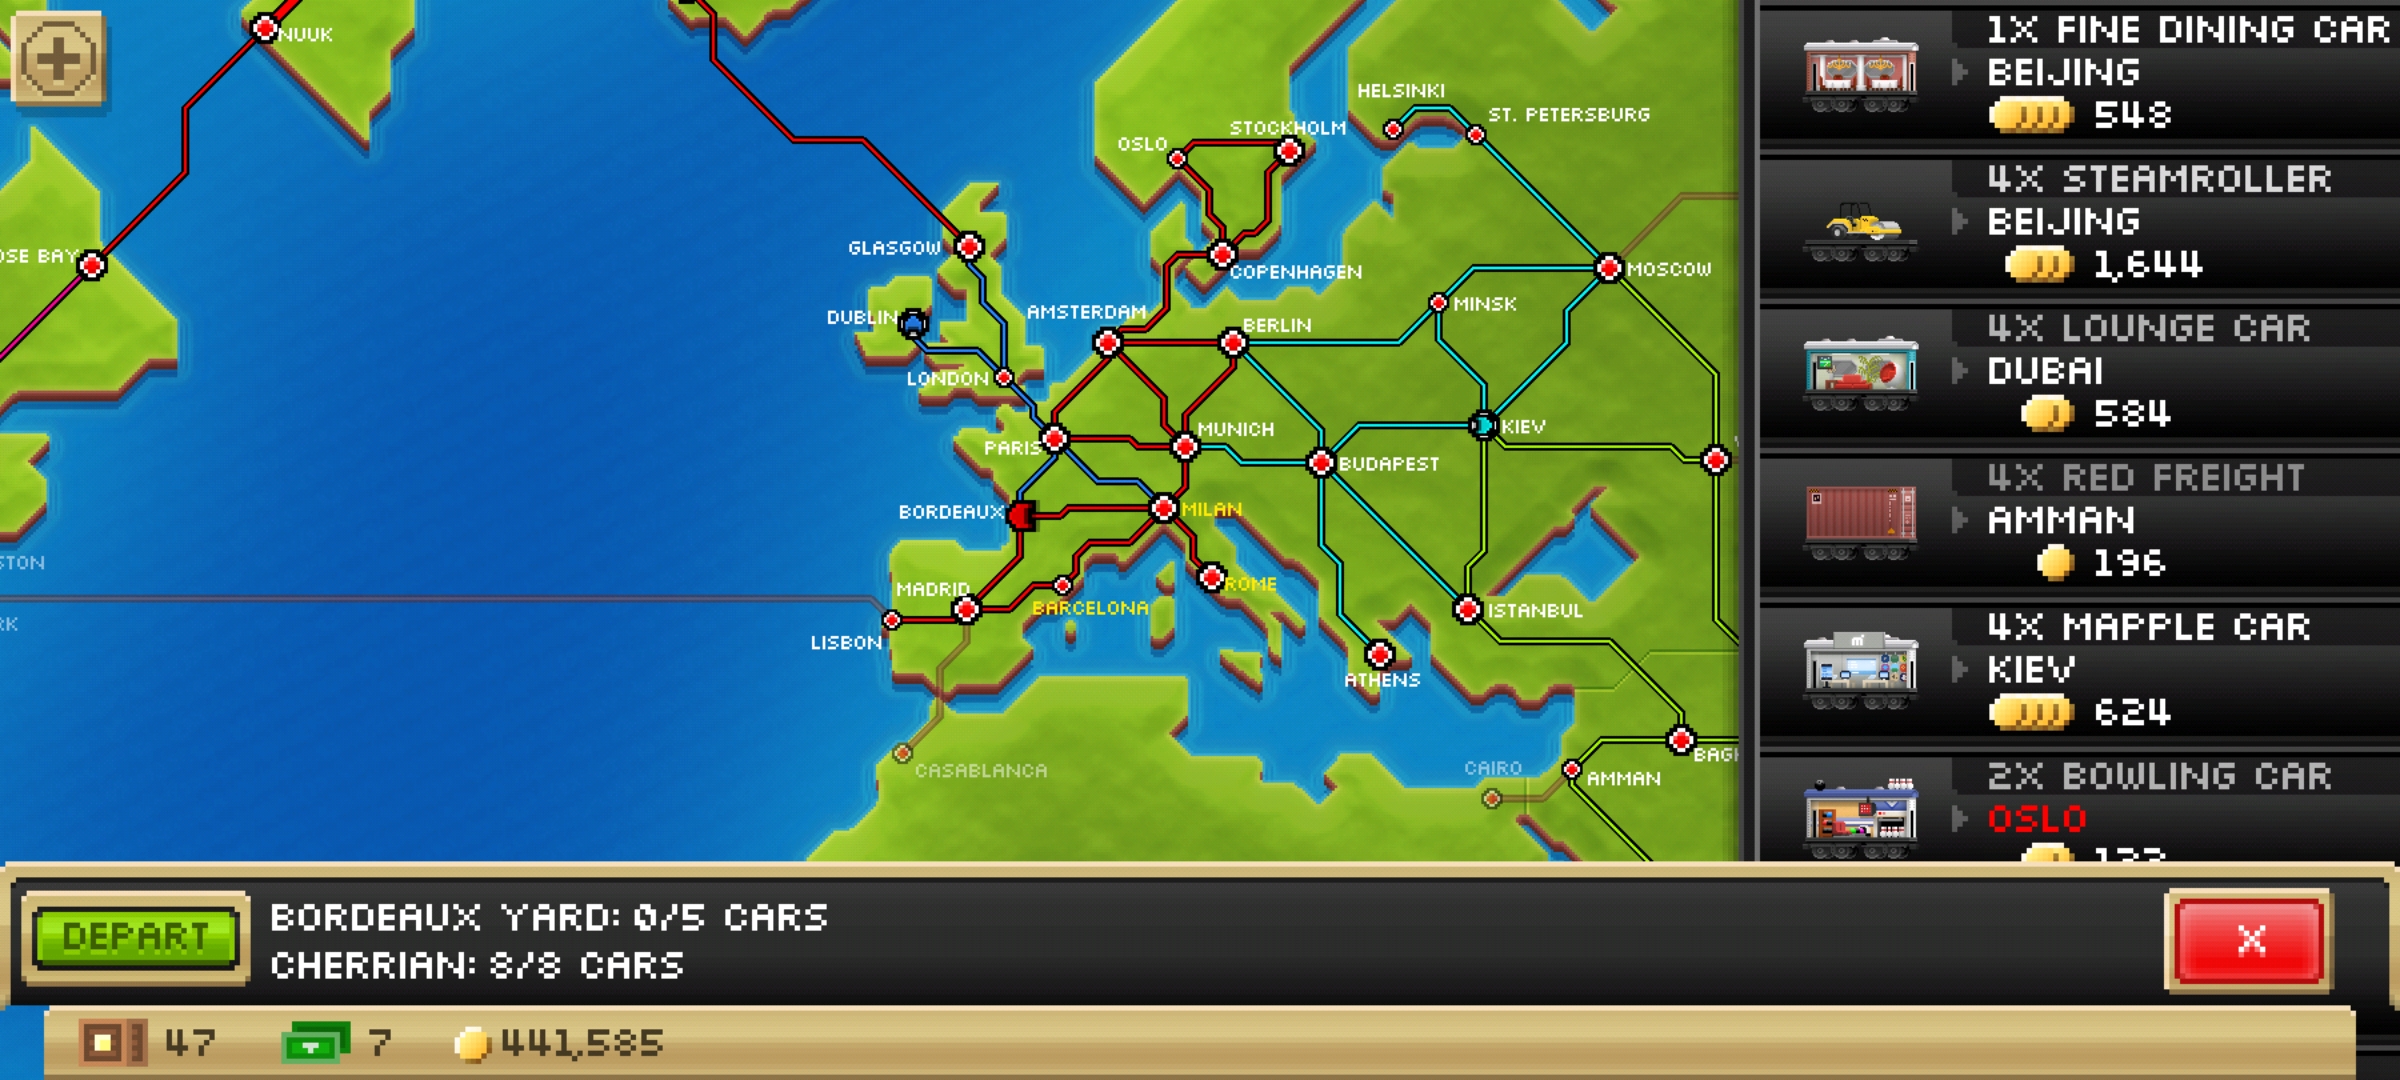 NUUK
OSE BAY
STON
RK
GLASGOW
DUBLIN
LONDON
AMSTERDAM
PARIS
BORDEAUX
MADRID
LISBON
BARCELONA
CASABLANCA
OSLO
STOCKHOLM
COPENHAGEN
BERLIN
MUNICH
MILAN
ROME
HELSINKI
ST. PETERSBURG
MOSCOW
MINSK
KIEV
BUDAPEST
ISTANBUL
ATHENS
CAIRO
AMMAN
BAGH
1X FINE DINING CAR
BEIJING
548
4X STEAMROLLER
BEIJING
1,644
4X LOUNGE CAR
DUBAI
584
4X RED FREIGHT
AMMAN
196
4X MAPPLE CAR
KIEV
624
2X BOWLING CAR
OSLO
DEPART
BORDEAUX YARD: 0/5 CARS
CHERRIAN: 8/8 CARS
X
47
7
441,585